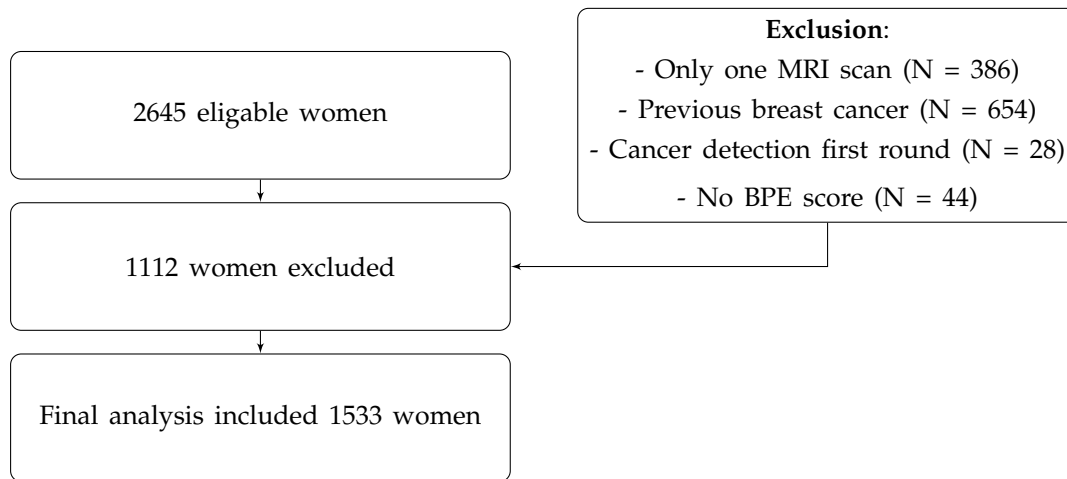 2645 eligable women
1112 women excluded
Final analysis included 1533 women
Exclusion:
- Only one MRI scan (N = 386)
- Previous breast cancer (N = 654)
- Cancer detection first round (N = 28)
- No BPE score (N = 44)